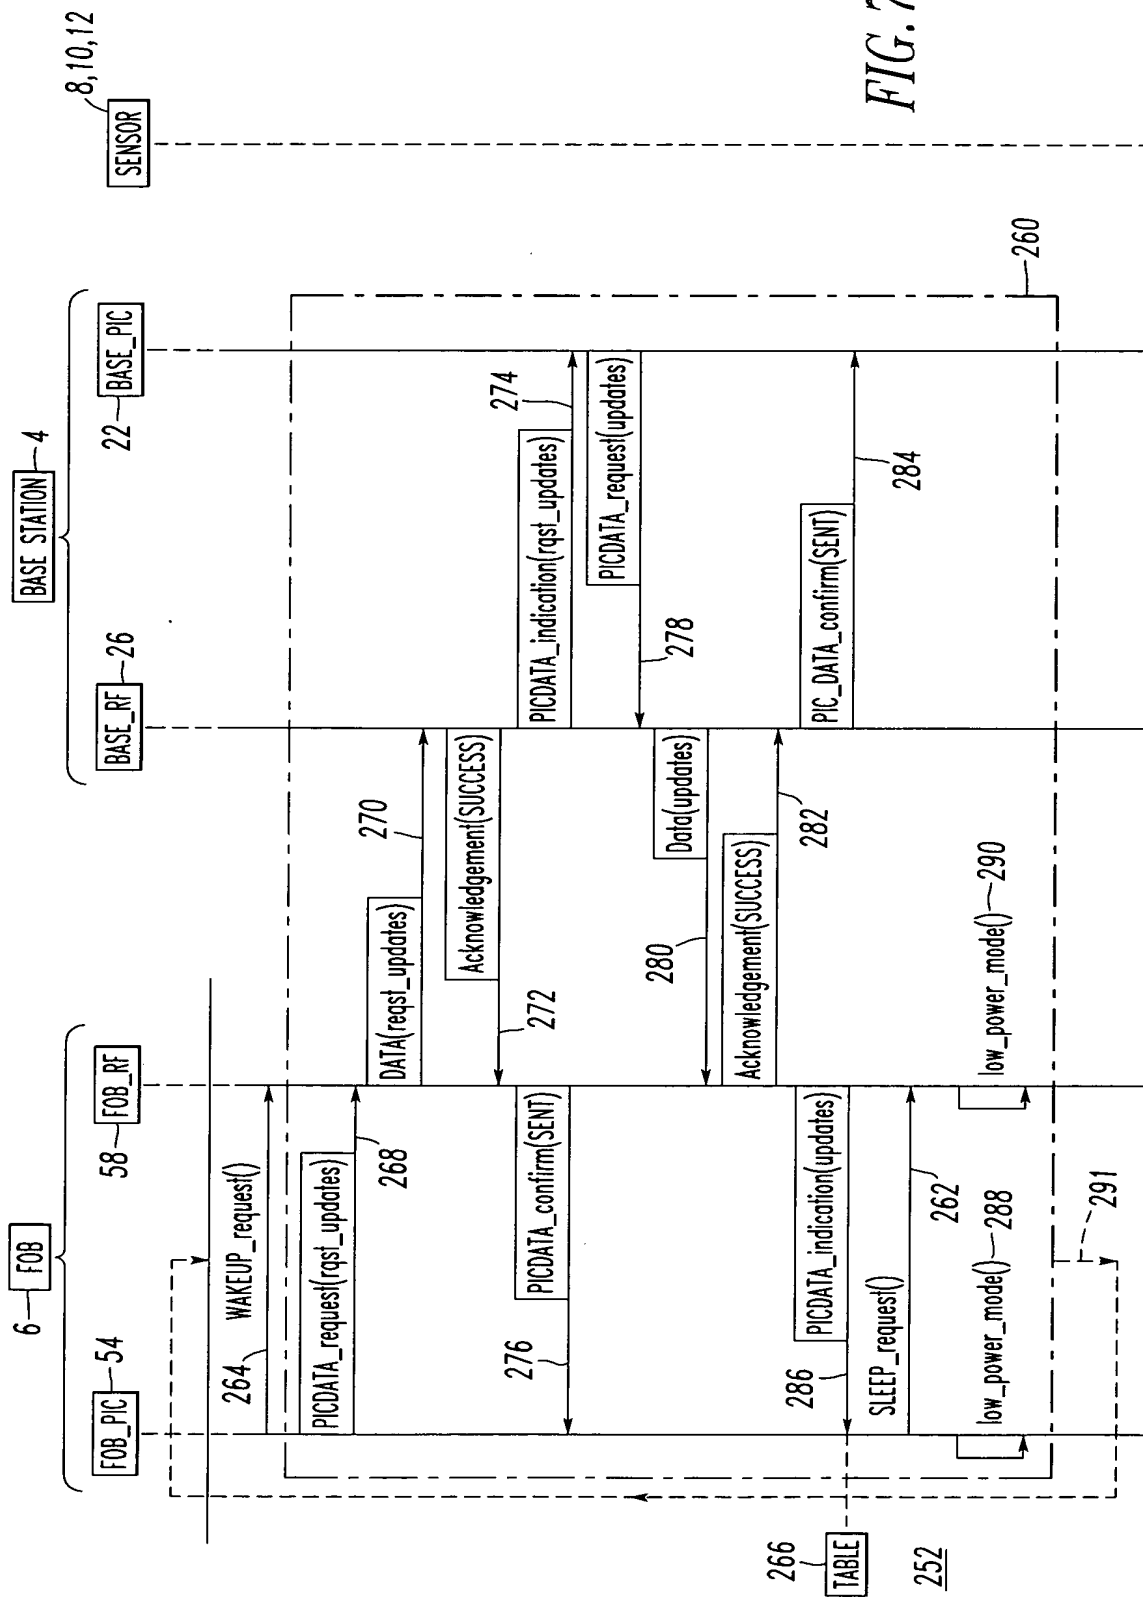 6 FOB
BASE STATION 4
FOB_PIC 54
58 FOB_RF
BASE_RF 26
22 BASE_PIC
SENSOR 8,10,12
264 WAKEUP_request()
PICDATA_request(rqst_updates)
268
DATA(reqst_updates)
270
Acknowledgement(SUCCESS)
272
PICDATA_indication(rqst_updates)
274
PICDATA_confirm(SENT)
276
PICDATA_request(updates)
278
Data(updates)
280
Acknowledgement(SUCCESS)
282
PIC_DATA_confirm(SENT)
284
PICDATA_indication(updates)
286
266 TABLE
SLEEP_request()
262
low_power_mode() 288
low_power_mode() 290
260
291
252
FIG. 7